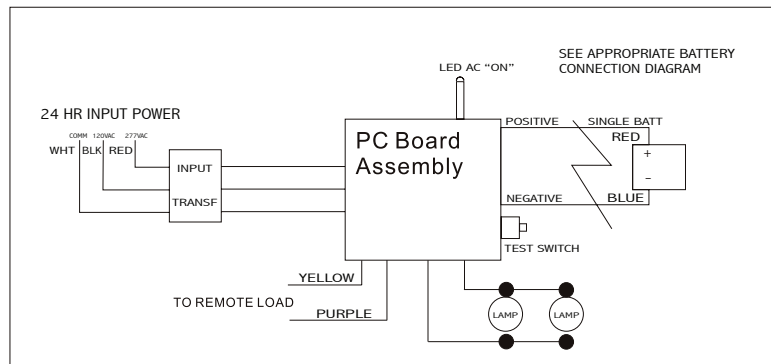 LED AC “ON”
SEE APPROPRIATE BATTERY
CONNECTION DIAGRAM
24 HR INPUT POWER
COMM 120VAC 277VAC
WHT BLK RED
INPUT
TRANSF
PC Board
Assembly
POSITIVE SINGLE BATT
RED
+
–
NEGATIVE BLUE
TEST SWITCH
YELLOW
TO REMOTE LOAD
PURPLE
LAMP LAMP